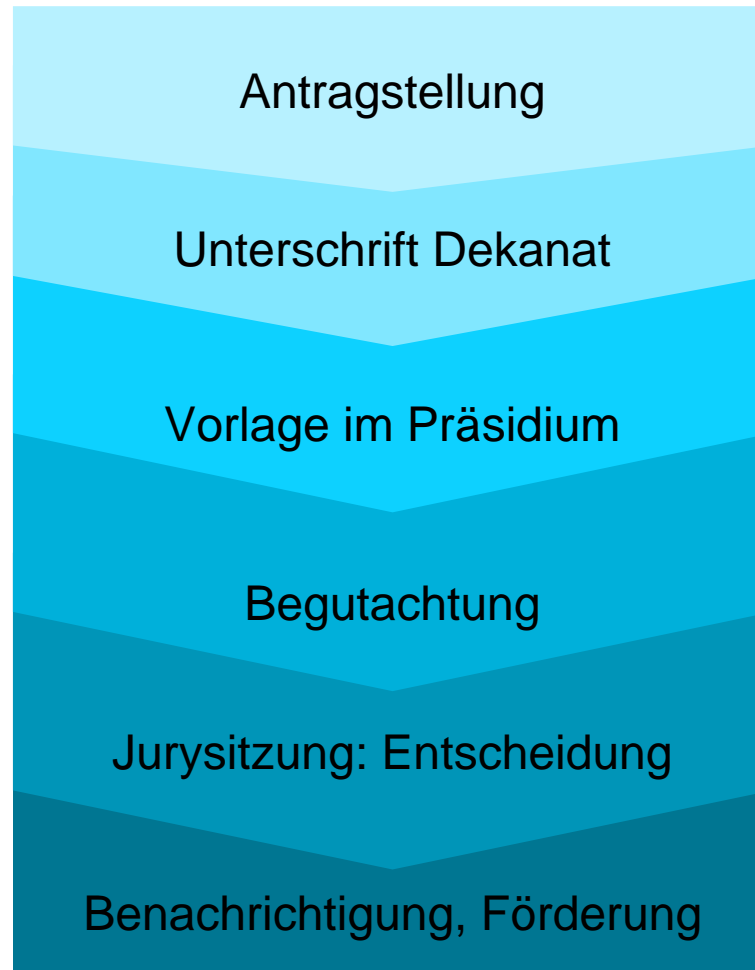 Antragstellung
Unterschrift Dekanat
Vorlage im Präsidium
Begutachtung
Jurysitzung: Entscheidung
Benachrichtigung, Förderung